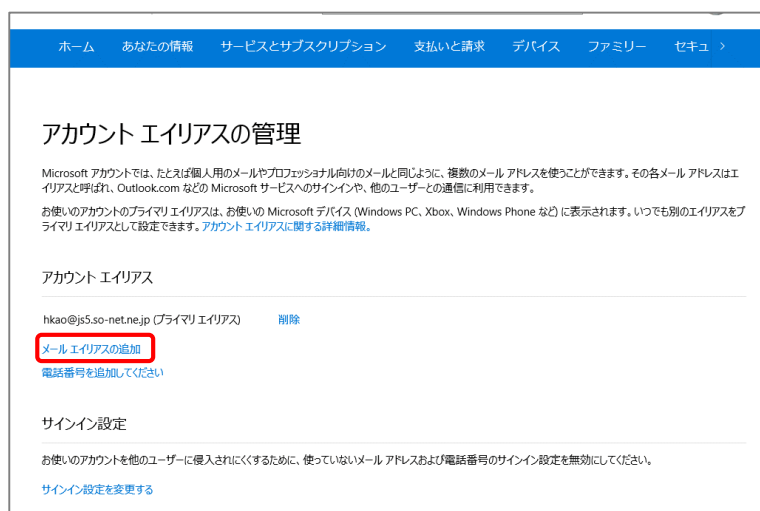 ホーム あなたの情報 サービスとサブスクリプション 支払いと請求 デバイス ファミリー セキュ >
アカウント エイリアスの管理
Microsoft アカウントでは、たとえば個人用のメールやプロフェッショナル向けのメールと同じように、複数のメール アドレスを使うことができます。その各メール アドレスはエ
イリアスと呼ばれ、Outlook.com などの Microsoft サービスへのサインインや、他のユーザーとの通信に利用できます。
お使いのアカウントのプライマリ エイリアスは、お使いの Microsoft デバイス (Windows PC、Xbox、Windows Phone など) に表示されます。いつでも別のエイリアスをプ
ライマリ エイリアスとして設定できます。アカウント エイリアスに関する詳細情報。
アカウント エイリアス
hkao@js5.so-net.ne.jp (プライマリ エイリアス) 削除
メール エイリアスの追加
電話番号を追加してください
サインイン設定
お使いのアカウントを他のユーザーに侵入されにくくするために、使っていないメール アドレスおよび電話番号のサインイン設定を無効にしてください。
サインイン設定を変更する